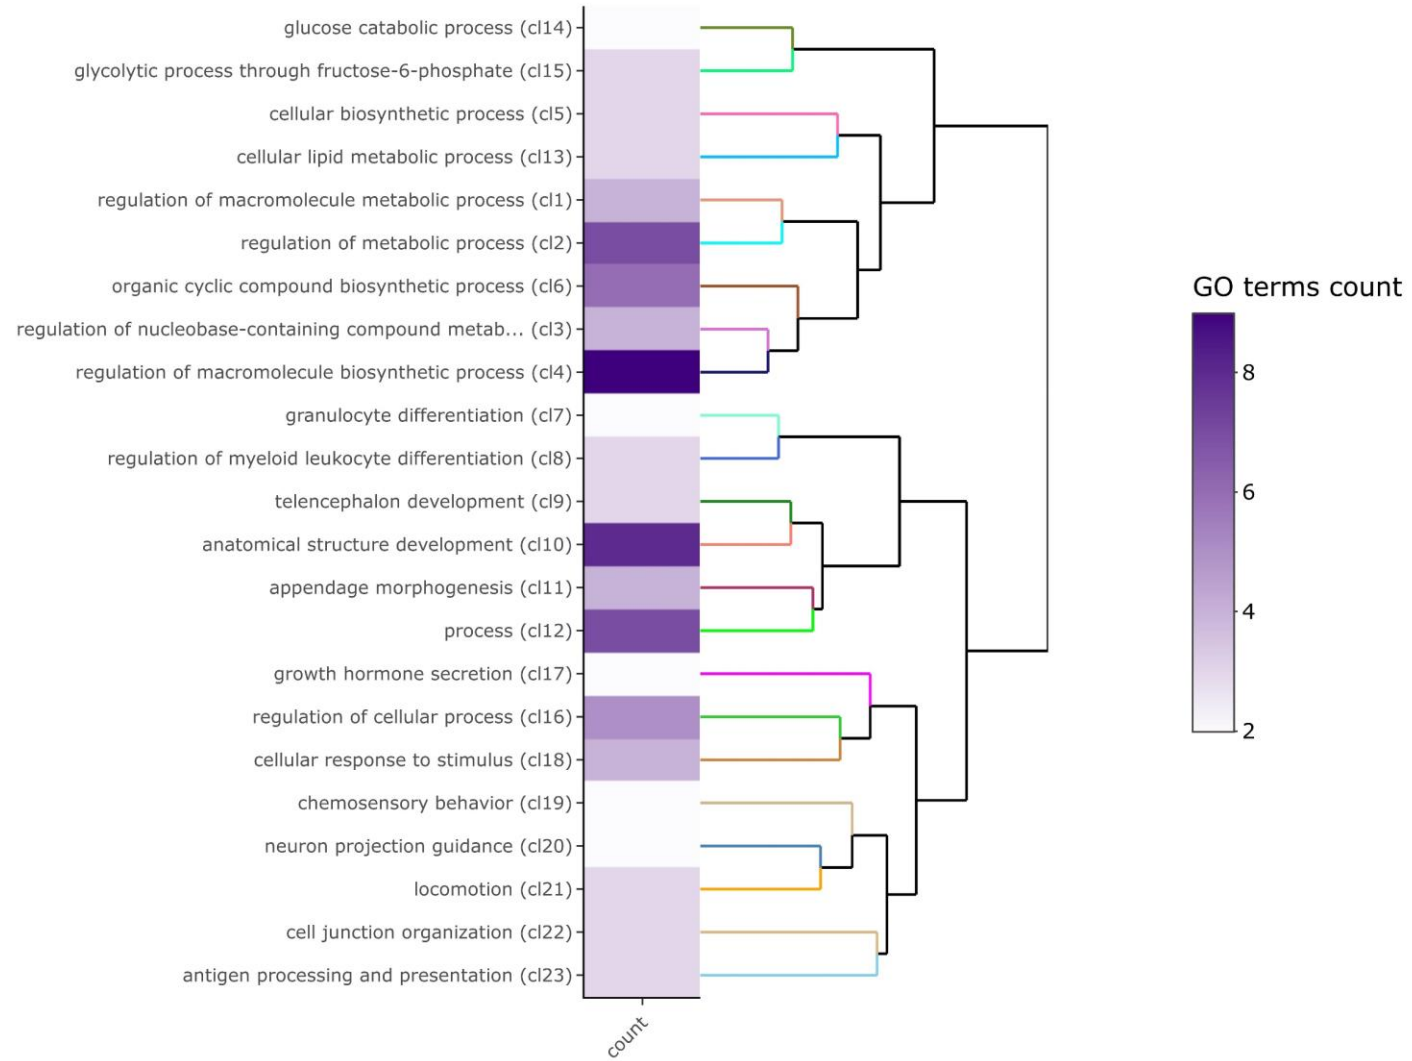 glucose catabolic process (cl14)
glycolytic process through fructose-6-phosphate (cl15)
cellular biosynthetic process (cl5)
cellular lipid metabolic process (cl13)
regulation of macromolecule metabolic process (cl1)
regulation of metabolic process (cl2)
organic cyclic compound biosynthetic process (cl6)
regulation of nucleobase-containing compound metab... (cl3)
regulation of macromolecule biosynthetic process (cl4)
granulocyte differentiation (cl7)
regulation of myeloid leukocyte differentiation (cl8)
telencephalon development (cl9)
anatomical structure development (cl10)
appendage morphogenesis (cl11)
process (cl12)
growth hormone secretion (cl17)
regulation of cellular process (cl16)
cellular response to stimulus (cl18)
chemosensory behavior (cl19)
neuron projection guidance (cl20)
locomotion (cl21)
cell junction organization (cl22)
antigen processing and presentation (cl23)
count
GO terms count
8
6
4
2